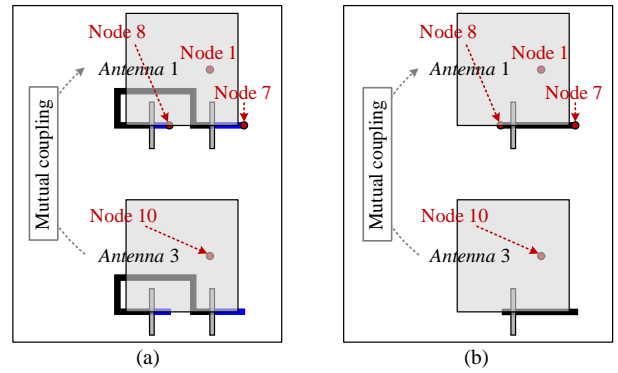 Node 8
Node 1
Antenna 1
Node 7
Mutual coupling
Node 10
Antenna 3
(a)
Node 8
Node 1
Antenna 1
Node 7
Mutual coupling
Node 10
Antenna 3
(b)